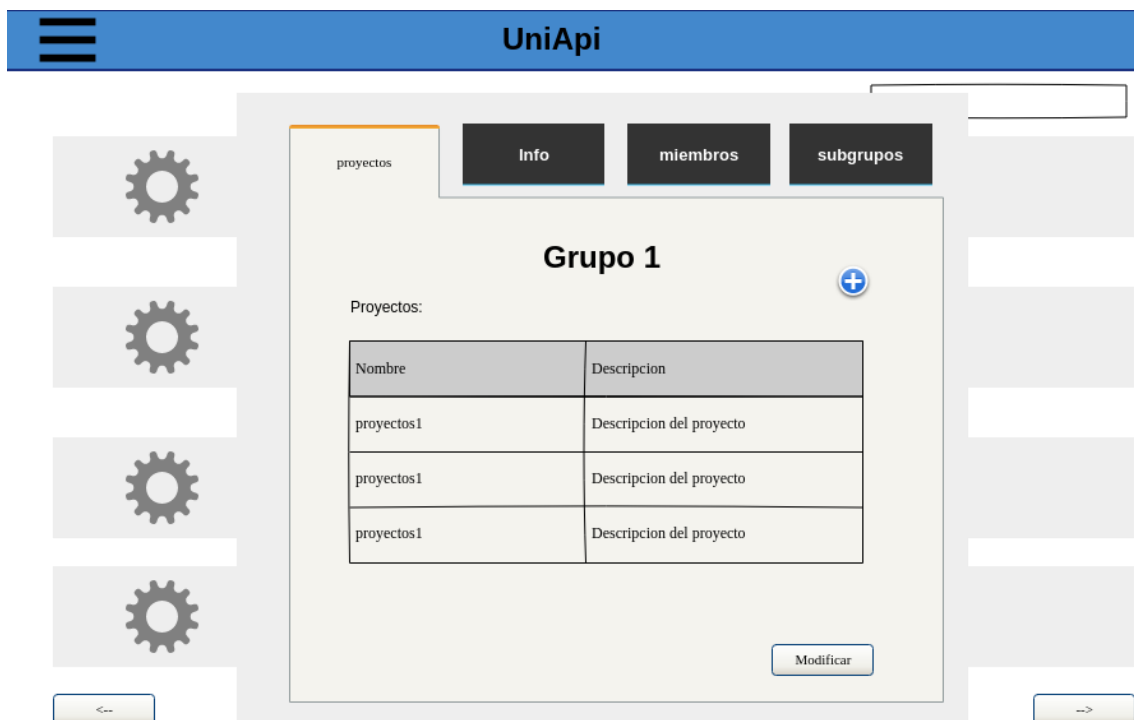 UniApi
proyectos
Info
miembros
subgrupos
Grupo 1
Proyectos:
Nombre
Descripcion
proyectos1
Descripcion del proyecto
proyectos1
Descripcion del proyecto
proyectos1
Descripcion del proyecto
Modificar
<--
-->